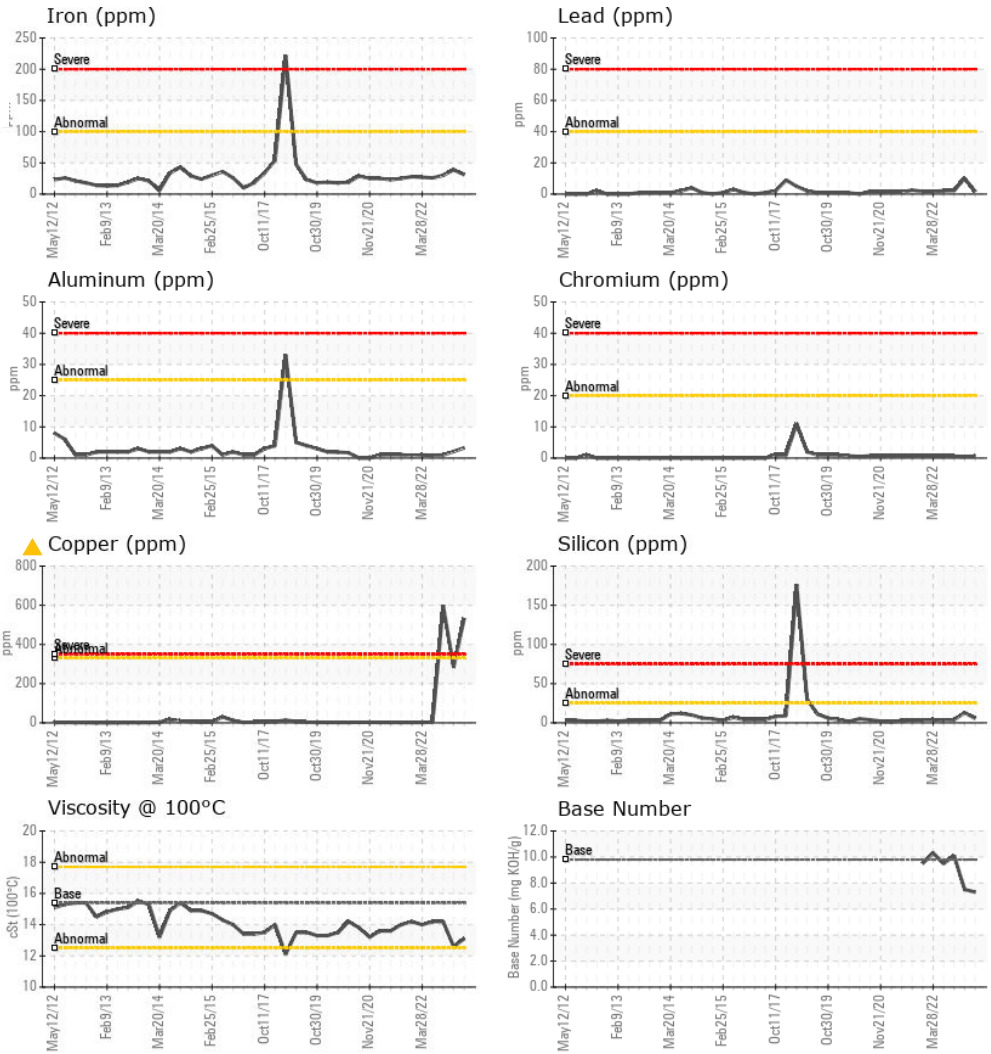 Iron (ppm)
250
200
150
100
50
0
Severe
Abnormal
May12/12
Feb9/13
Mar20/14
Feb25/15
Oct11/17
Oct30/19
Nov21/20
Mar28/22
Lead (ppm)
ppm
100
80
60
40
20
0
Severe
Abnormal
May12/12
Feb9/13
Mar20/14
Feb25/15
Oct11/17
Oct30/19
Nov21/20
Mar28/22
Aluminum (ppm)
ppm
50
40
30
20
10
0
Severe
Abnormal
May12/12
Feb9/13
Mar20/14
Feb25/15
Oct11/17
Oct30/19
Nov21/20
Mar28/22
Chromium (ppm)
ppm
50
40
30
20
10
0
Severe
Abnormal
May12/12
Feb9/13
Mar20/14
Feb25/15
Oct11/17
Oct30/19
Nov21/20
Mar28/22
Copper (ppm)
ppm
800
600
400
200
0
Severe
Abnormal
May12/12
Feb9/13
Mar20/14
Feb25/15
Oct11/17
Oct30/19
Nov21/20
Mar28/22
Silicon (ppm)
ppm
200
150
100
50
0
Severe
Abnormal
May12/12
Feb9/13
Mar20/14
Feb25/15
Oct11/17
Oct30/19
Nov21/20
Mar28/22
Viscosity @ 100°C
cSt (100°C)
20
18
16
14
12
10
Abnormal
Base
Abnormal
May12/12
Feb9/13
Mar20/14
Feb25/15
Oct11/17
Oct30/19
Nov21/20
Mar28/22
Base Number
Base Number (mg KOH/g)
12.0
10.0
8.0
6.0
4.0
2.0
0.0
Base
May12/12
Feb9/13
Mar20/14
Feb25/15
Oct11/17
Oct30/19
Nov21/20
Mar28/22